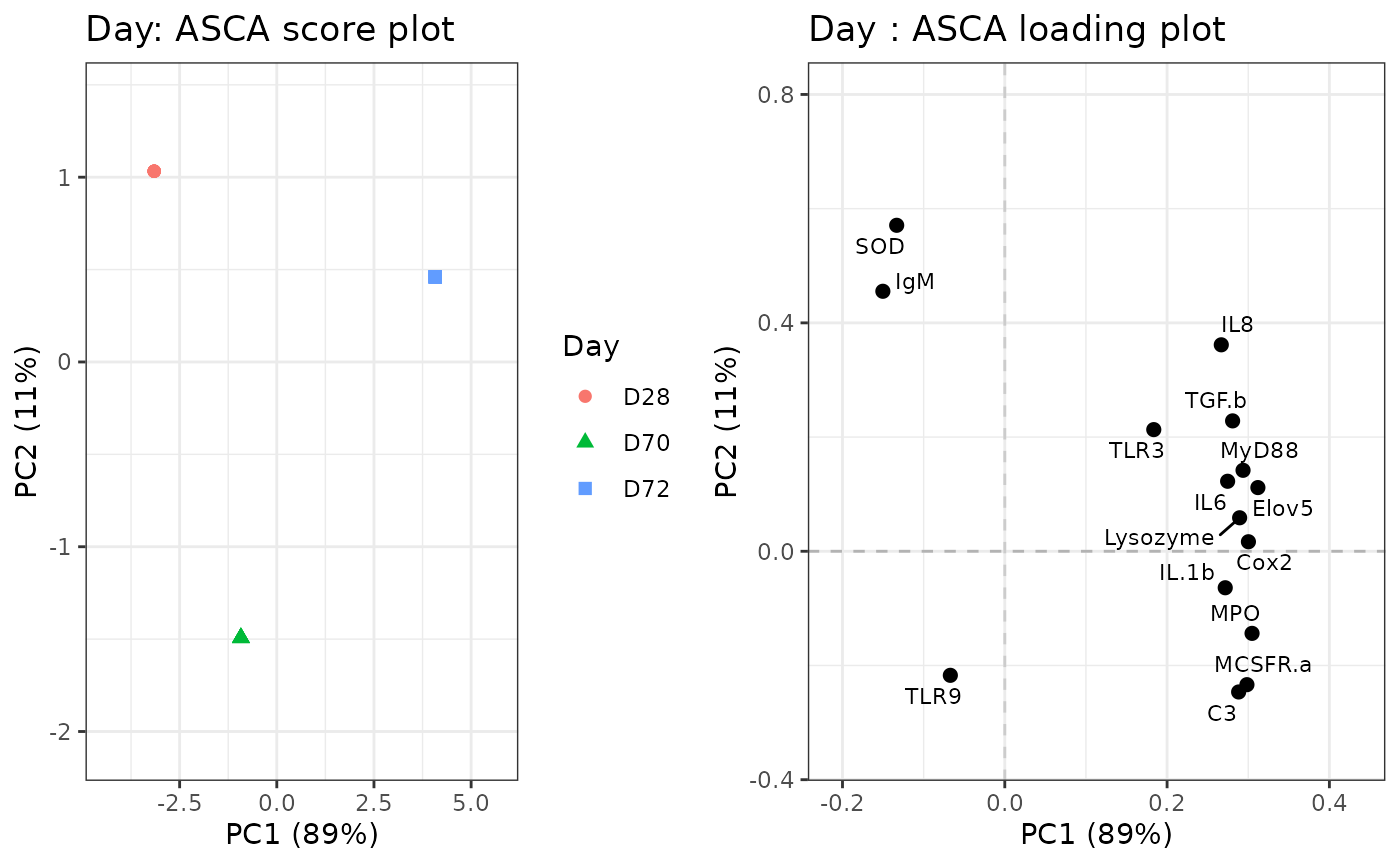 Day: ASCA score plot
1
0
-1
-2
PC2 (11%)
-2.5 0.0 2.5 5.0
PC1 (89%)
Day
D28
D70
D72
Day : ASCA loading plot
0.8
0.4
0.0
-0.4
PC2 (11%)
SOD
IgM
IL8
TGF.b
TLR3
MyD88
IL6
Elov5
Lysozyme
Cox2
IL.1b
MPO
MCSFR.a
TLR9
C3
-0.2 0.0 0.2 0.4
PC1 (89%)